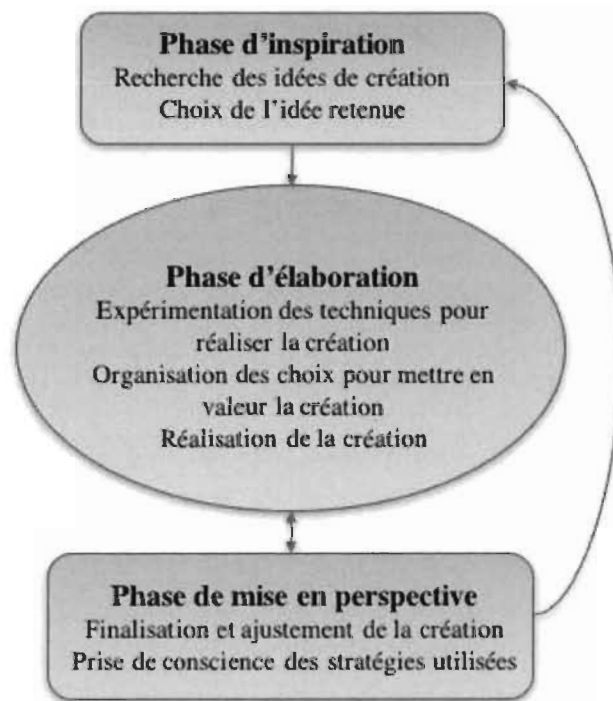 Phase d'inspiration
Recherche des idées de création
Choix de l'idée retenue
Phase d'élaboration
Expérimentation des techniques pour
réaliser la création
Organisation des choix pour mettre en
valeur la création
Réalisation de la création
Phase de mise en perspective
Finalisation et ajustement de la création
Prise de conscience des stratégies utilisées